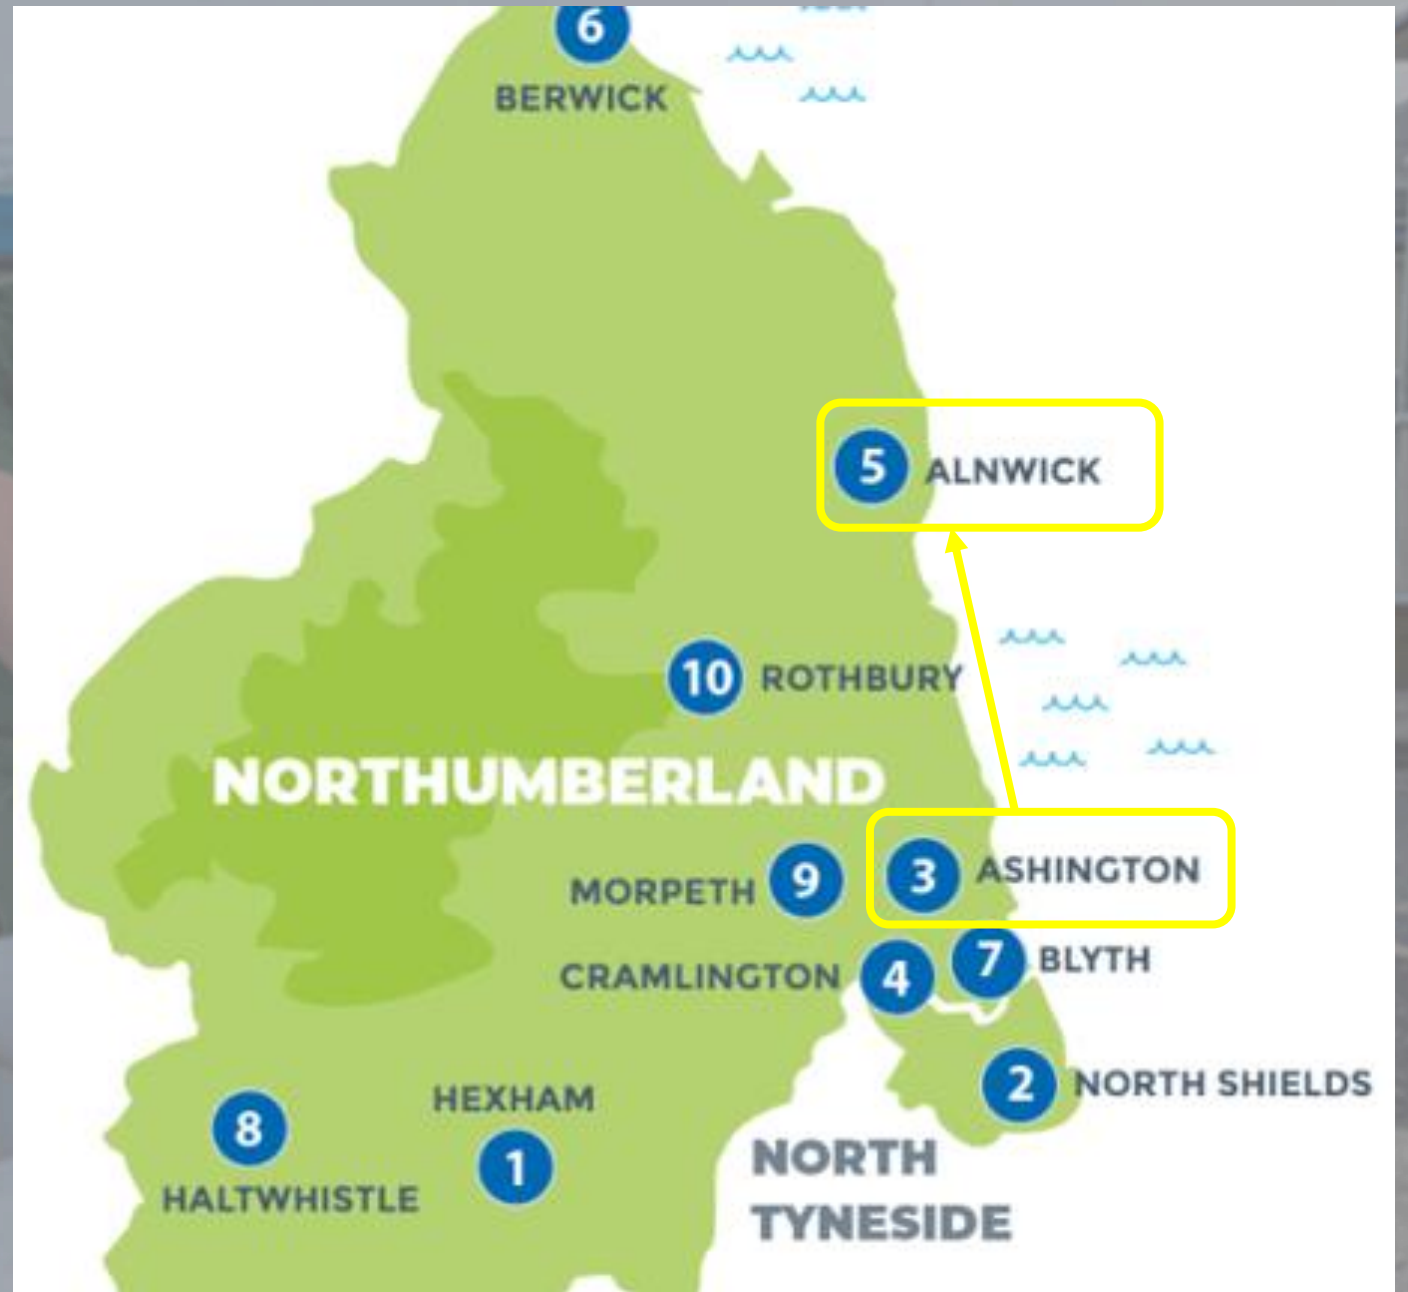 6
BERWICK
5 ALNWICK
10 ROTHBURY
NORTHUMBERLAND
MORPETH 9
3 ASHINGTON
CRAMLINGTON 4
7 BLYTH
2 NORTH SHIELDS
HEXHAM
1
8
HALTWHISTLE
NORTH
TYNESIDE